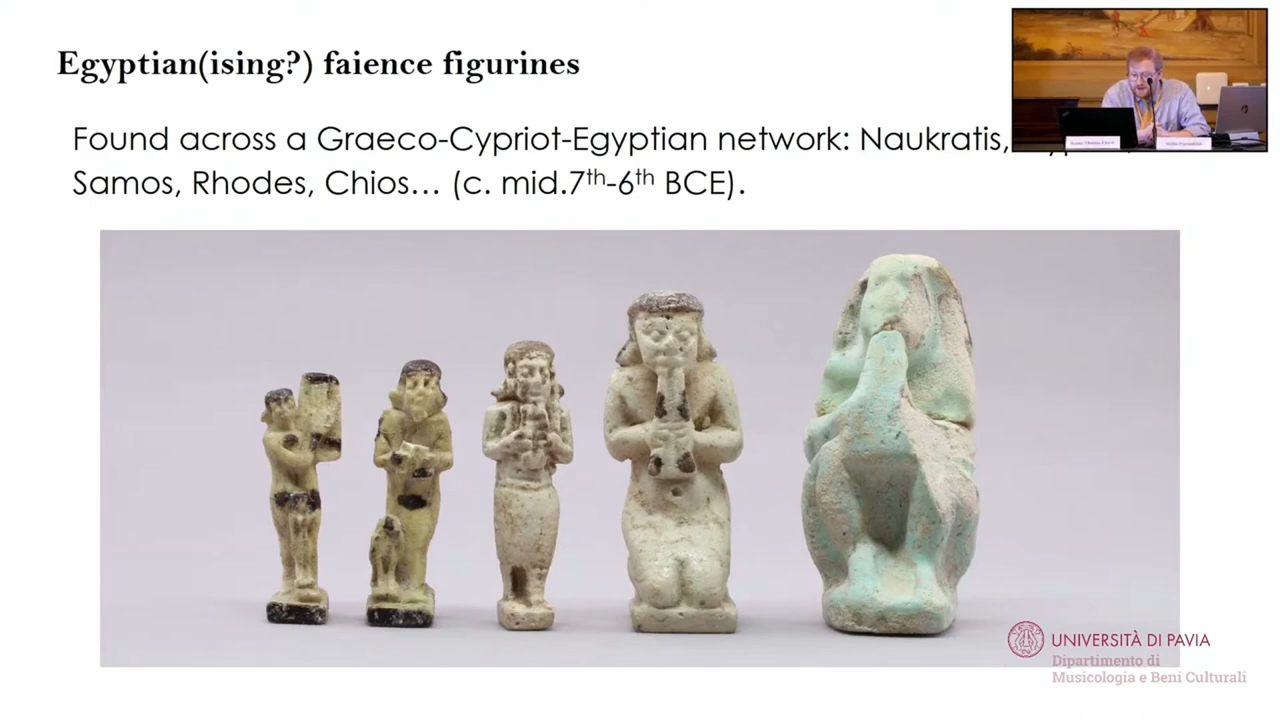 Egyptian(ising?) faience figurines
Found across a Graeco-Cypriot-Egyptian network: Naukratis,
Samos, Rhodes, Chios… (c. mid.7th-6th BCE).
UNIVERSITÀ DI PAVIA
Dipartimento di
Musicologia e Beni Culturali